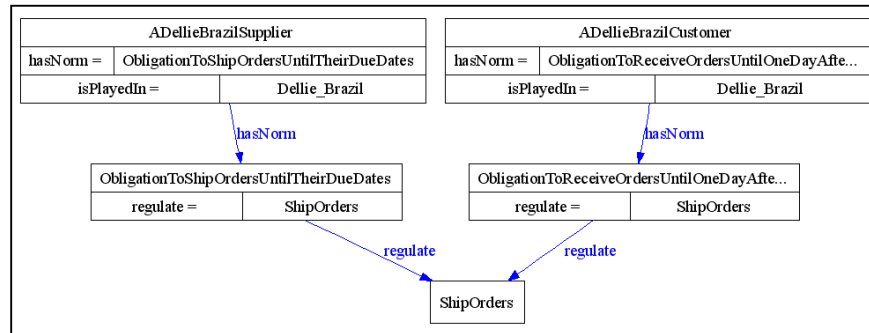 ADellieBrazilSupplier
hasNorm = ObligationToShipOrdersUntilTheirDueDates
isPlayedIn = Dellie_Brazil
ADellieBrazilCustomer
hasNorm = ObligationToReceiveOrdersUntilOneDayAfte...
isPlayedIn = Dellie_Brazil
hasNorm
hasNorm
ObligationToShipOrdersUntilTheirDueDates
regulate = ShipOrders
ObligationToReceiveOrdersUntilOneDayAfte...
regulate = ShipOrders
regulate
regulate
ShipOrders